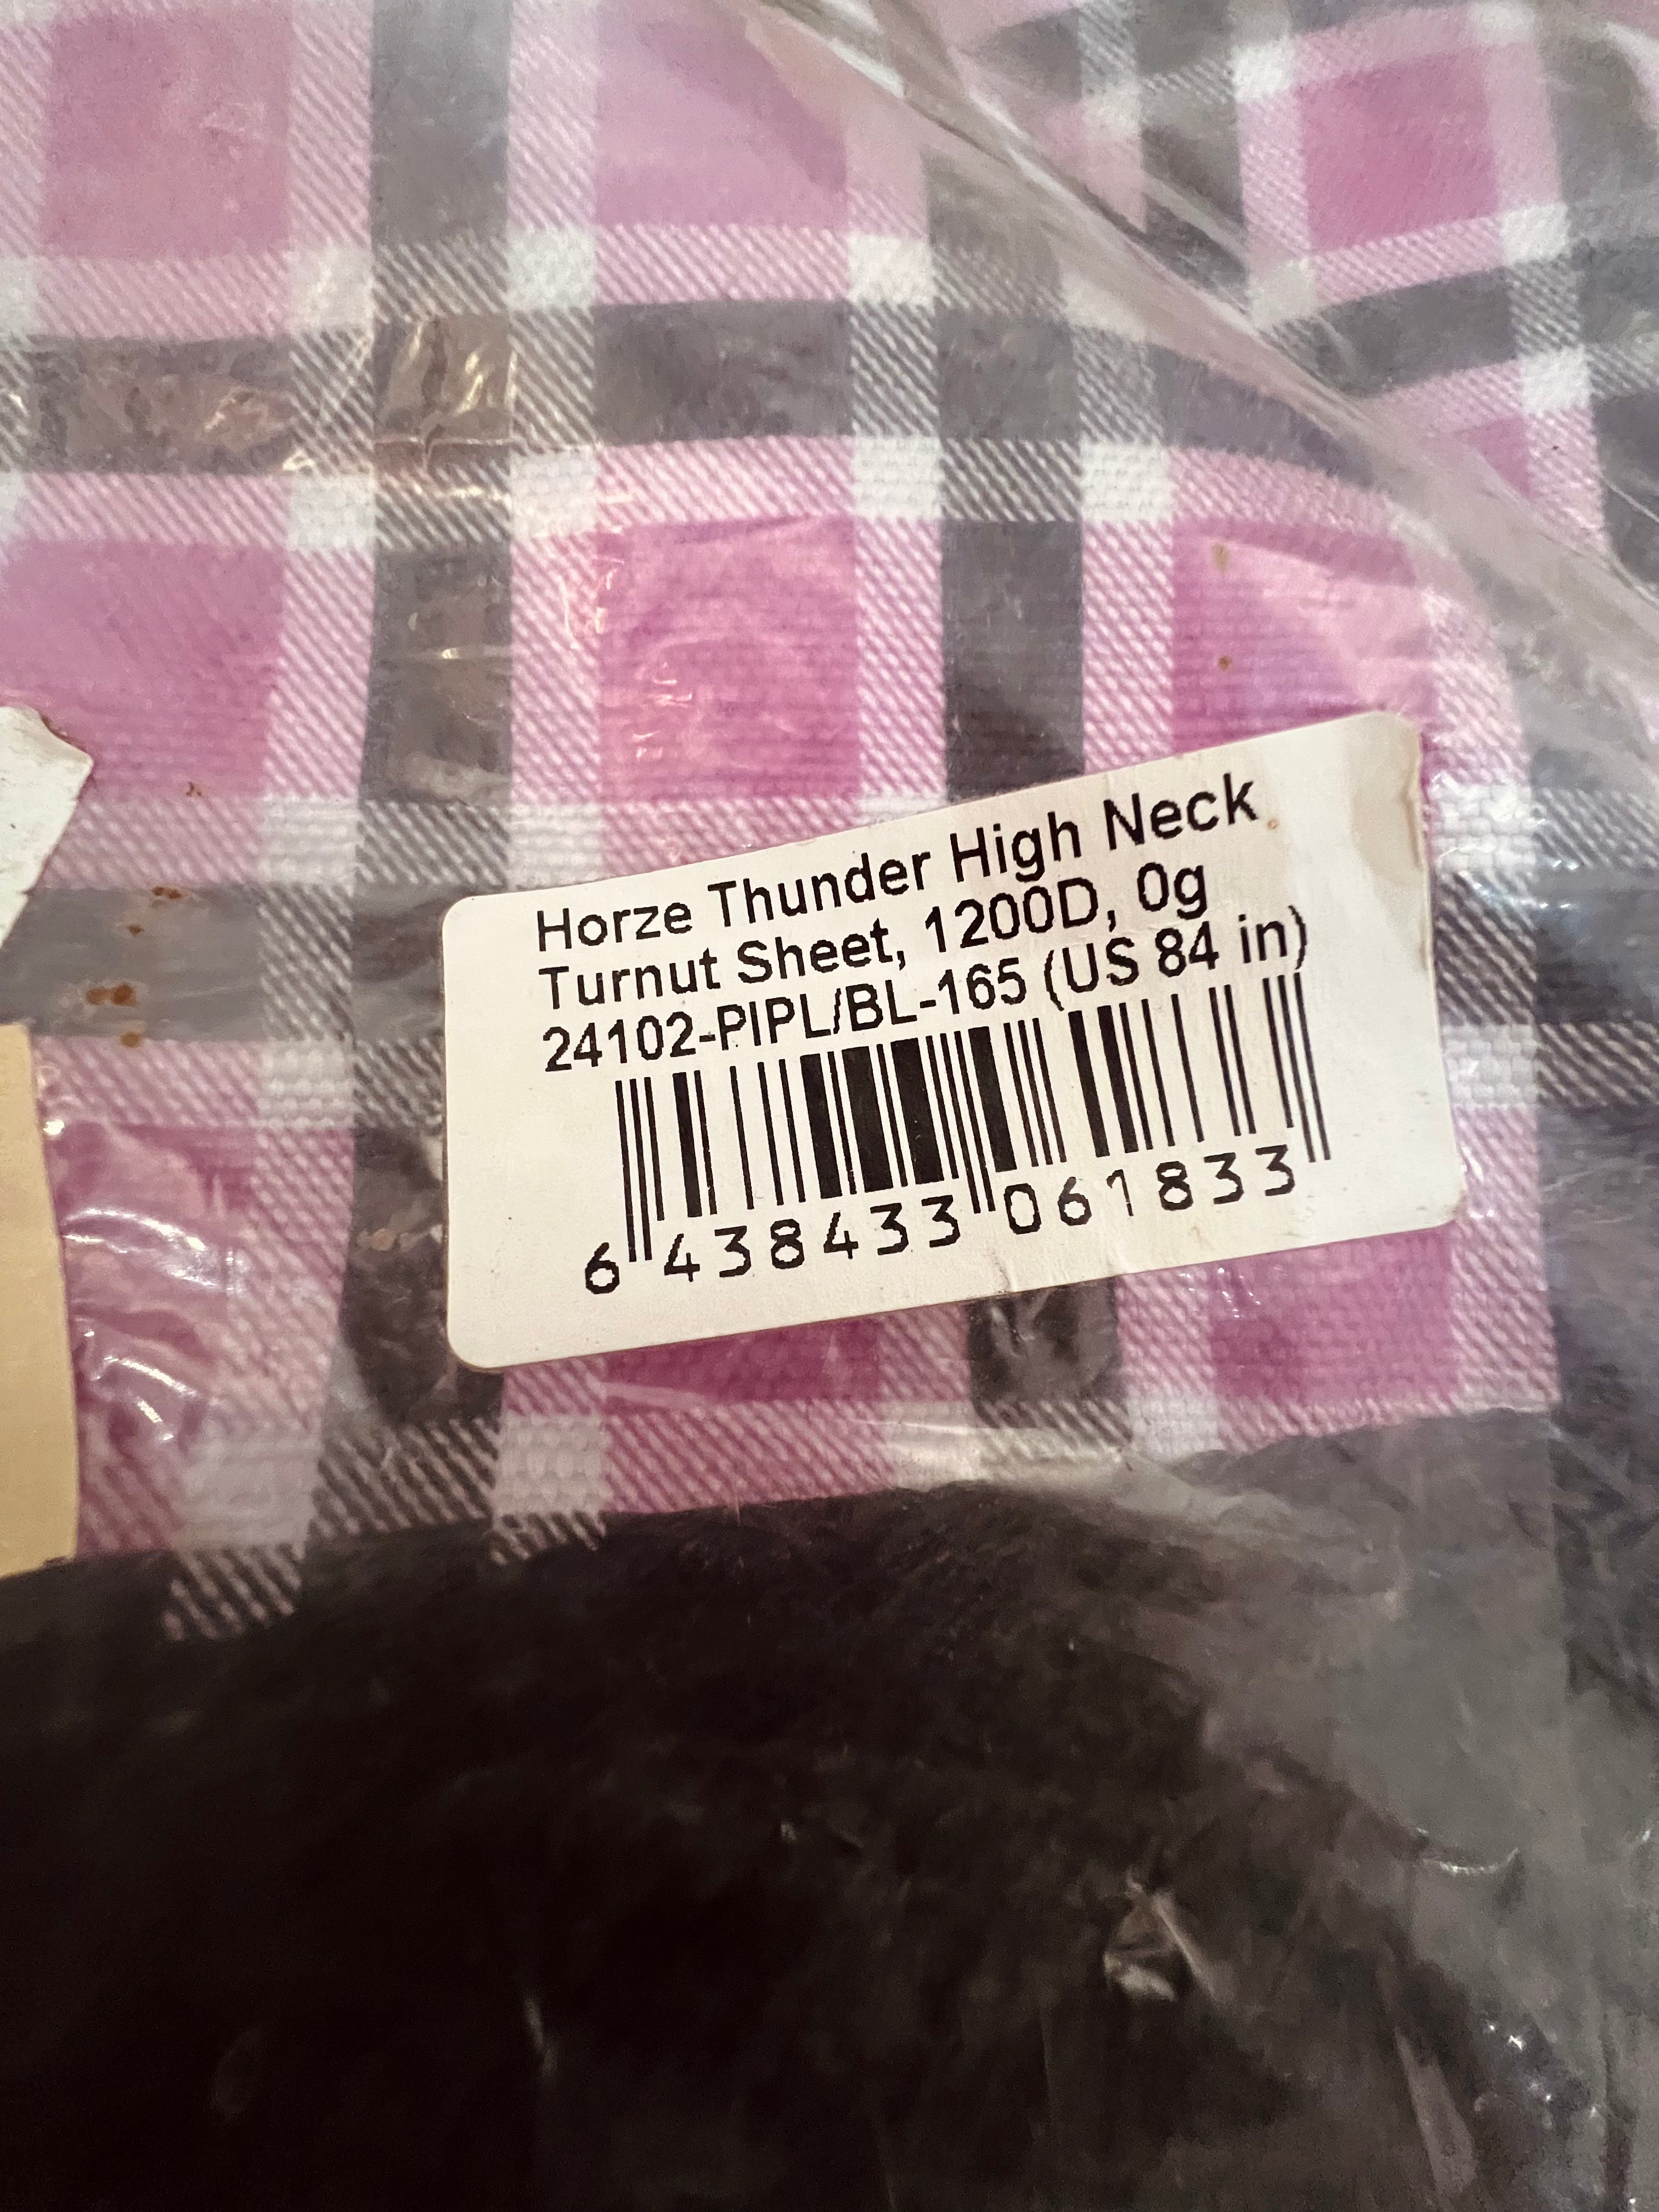 Horze Thunder High Neck
Turnut Sheet, 1200D, 0g
24102-PIPL/BL-165 (US 84 in)
6 438433 061833